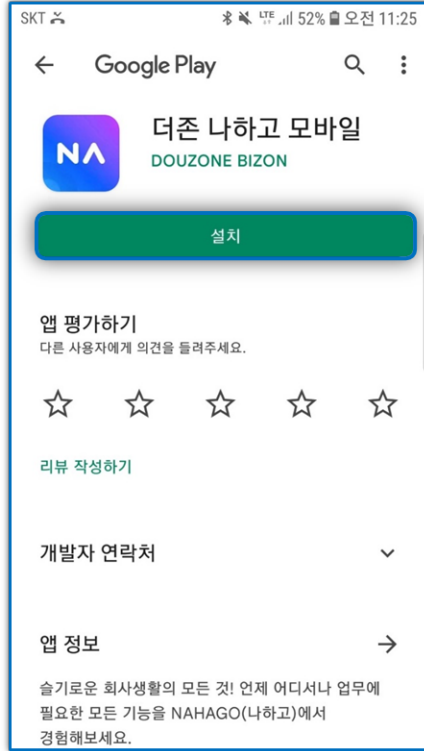 SKT LTE 52% 오전 11:25
Google Play
NA
더존 나하고 모바일
DOUZONE BIZON
설치
앱 평가하기
다른 사용자에게 의견을 들려주세요.
리뷰 작성하기
개발자 연락처
앱 정보
슬기로운 회사생활의 모든 것! 언제 어디서나 업무에
필요한 모든 기능을 NAHAGO(나하고)에서
경험해보세요.